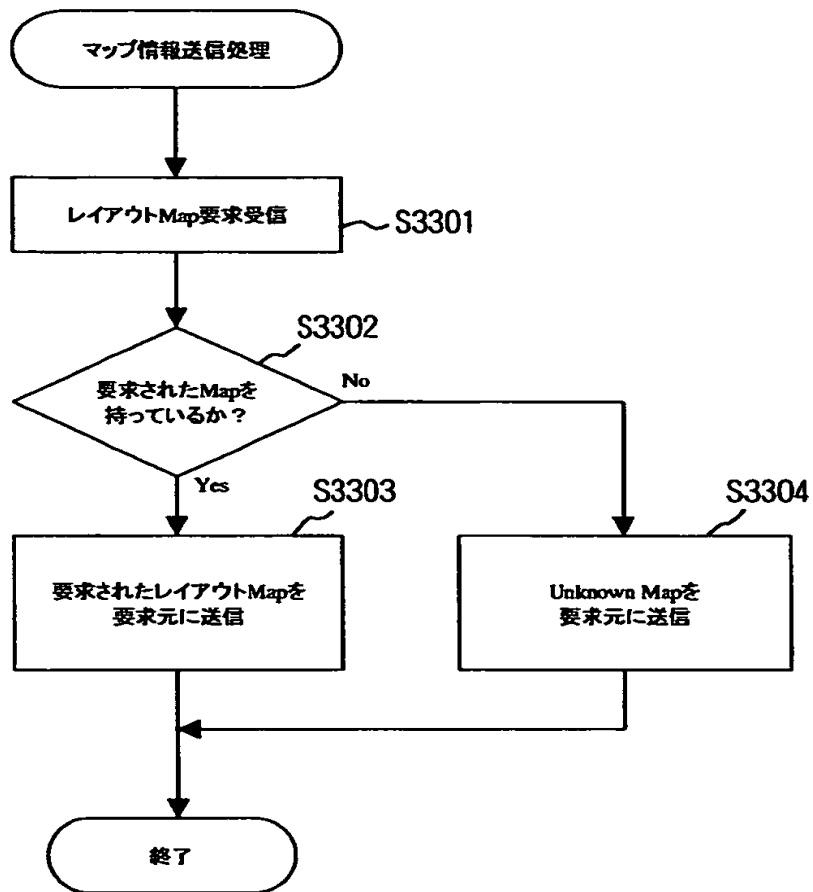 マップ情報送信処理
レイアウトMap要求受信
S3301
S3302
要求されたMapを
持っているか？
No
Yes
S3303
S3304
要求されたレイアウトMapを
要求元に送信
Unknown Mapを
要求元に送信
終了